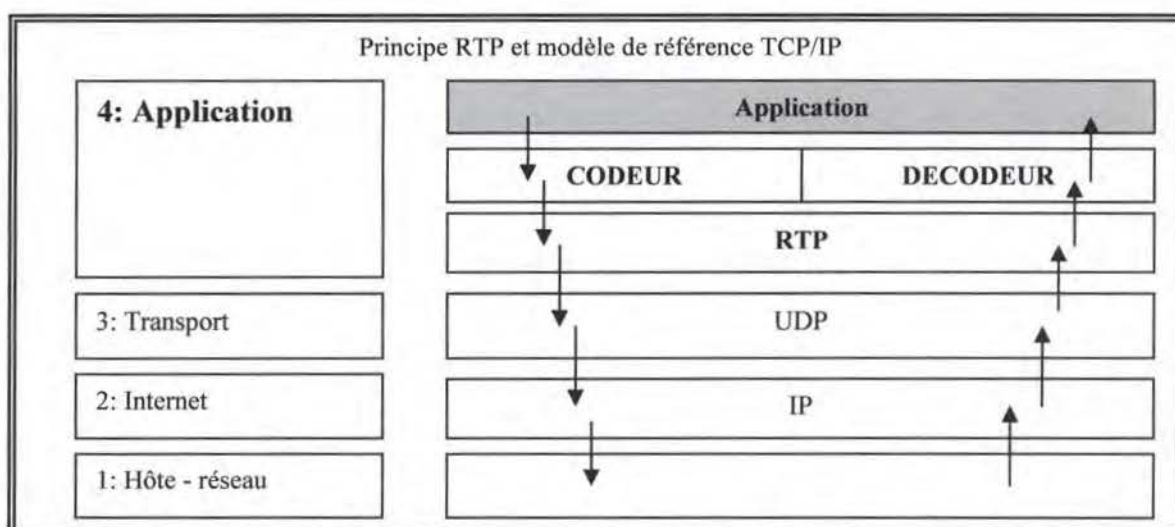 Principe RTP et modèle de référence TCP/IP
4: Application
Application
CODEUR
DECODEUR
RTP
3: Transport
UDP
2: Internet
IP
1: Hôte - réseau